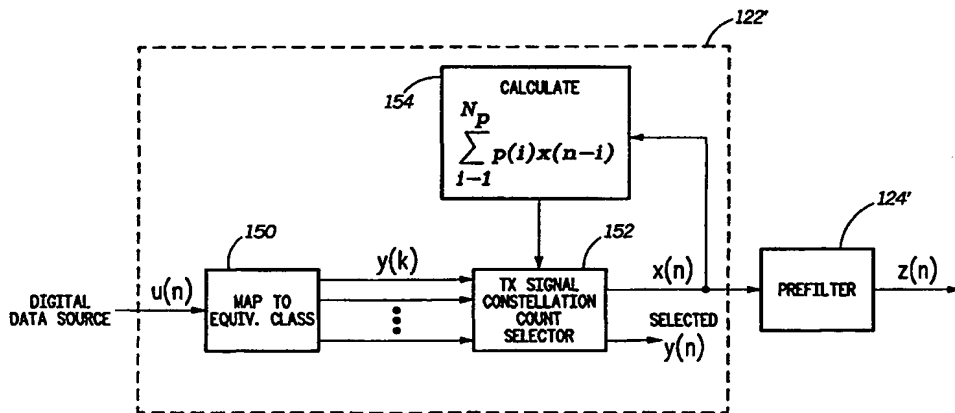 122'
154
CALCULATE
N_p
∑ p(i)x(n-i)
i-1
150
152
124'
y(k)
x(n)
z(n)
u(n)
DIGITAL
DATA SOURCE
MAP TO
EQUIV. CLASS
TX SIGNAL
CONSTELLATION
COUNT
SELECTOR
PREFILTER
SELECTED
y(n)